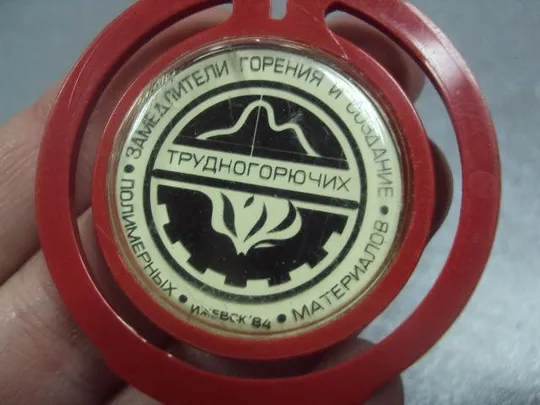 ЗАМЕДЛИТЕЛИ ГОРЕНИЯ И СОЗДАНИЕ
ТРУДНОГОРЮЧИХ
• ПОЛИМЕРНЫХ • МАТЕРИАЛОВ •
ИЖЕВСК'84